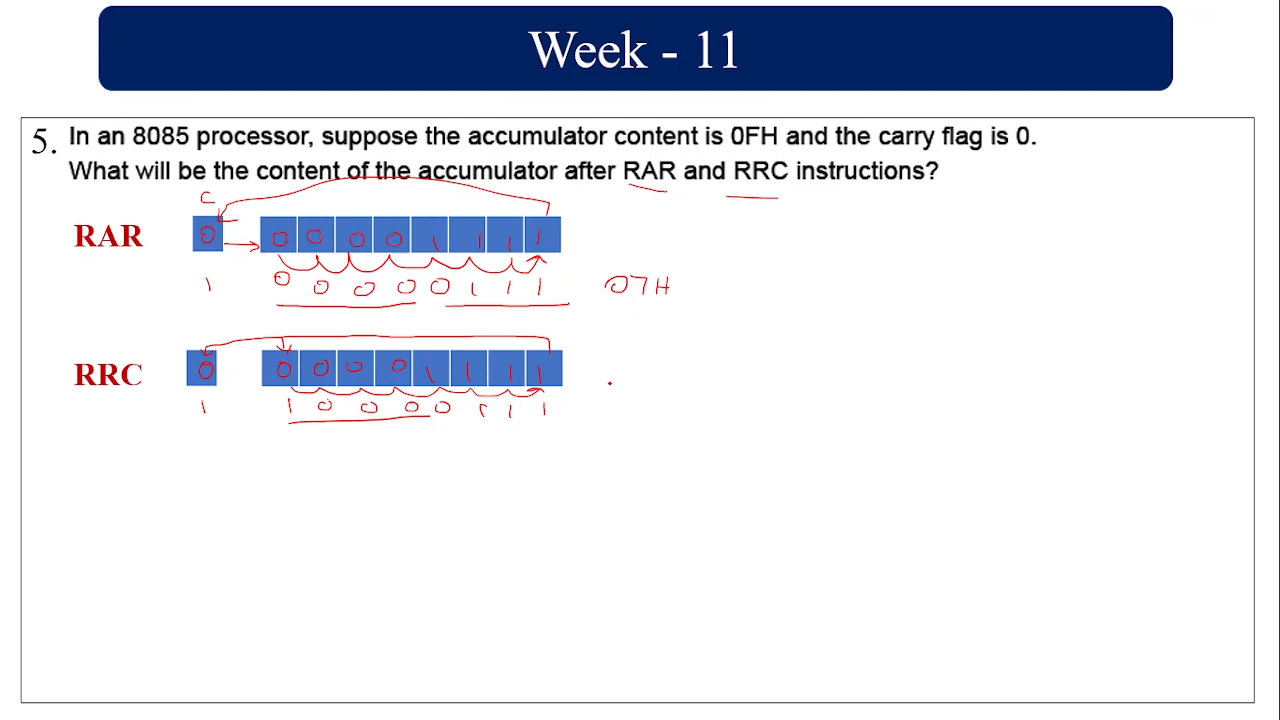 Week - 11
5. In an 8085 processor, suppose the accumulator content is 0FH and the carry flag is 0.
What will be the content of the accumulator after RAR and RRC instructions?
C
RAR 0 0 0 0 0 1 1 1 1
1 0 0 0 0 0 1 1 1 07H
RRC 0 0 0 0 0 1 1 1 1
1 1 0 0 0 0 1 1 1